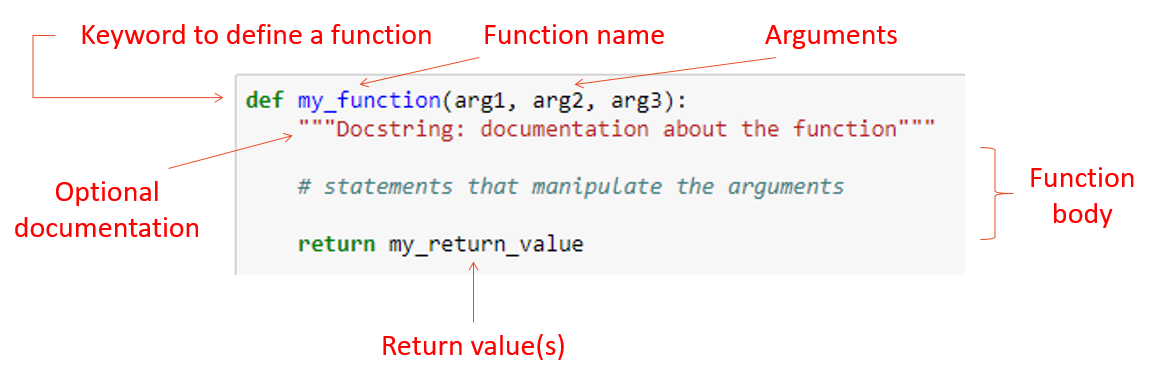 Keyword to define a function
Function name
Arguments
def my_function(arg1, arg2, arg3):
"""Docstring: documentation about the function"""
Optional
documentation
# statements that manipulate the arguments
Function
body
return my_return_value
Return value(s)